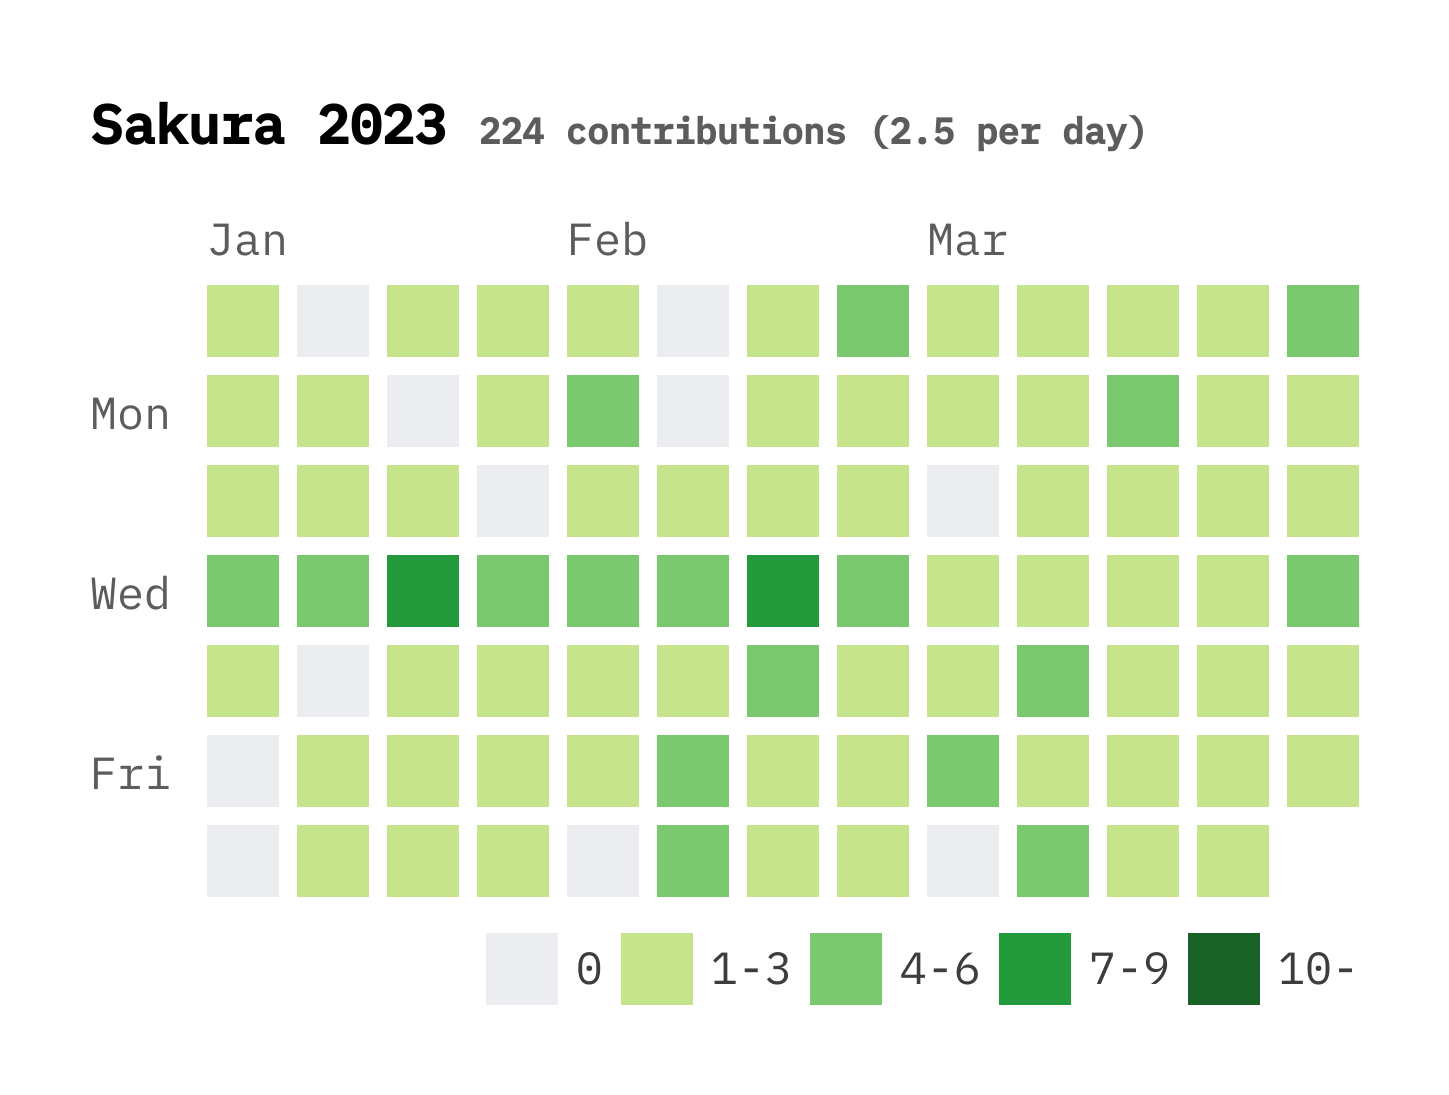 Sakura 2023 224 contributions (2.5 per day)
Jan Feb Mar
Mon
Wed
Fri
0 1-3 4-6 7-9 10-